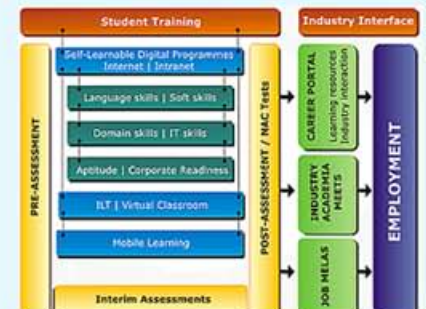 Student Training
Industry Interface
PRE-ASSESSMENT
Self-Learnable Digital Programmes
Internet | Intranet
Language skills | Soft skills
Domain skills | IT skills
Aptitude | Corporate Readiness
ILT | Virtual Classroom
Mobile Learning
Interim Assessments
POST-ASSESSMENT / NAC Tests
CAREER PORTAL
Learning resources
Industry interaction
INDUSTRY
ACADEMIA
MEETS
JOB MELAS
EMPLOYMENT